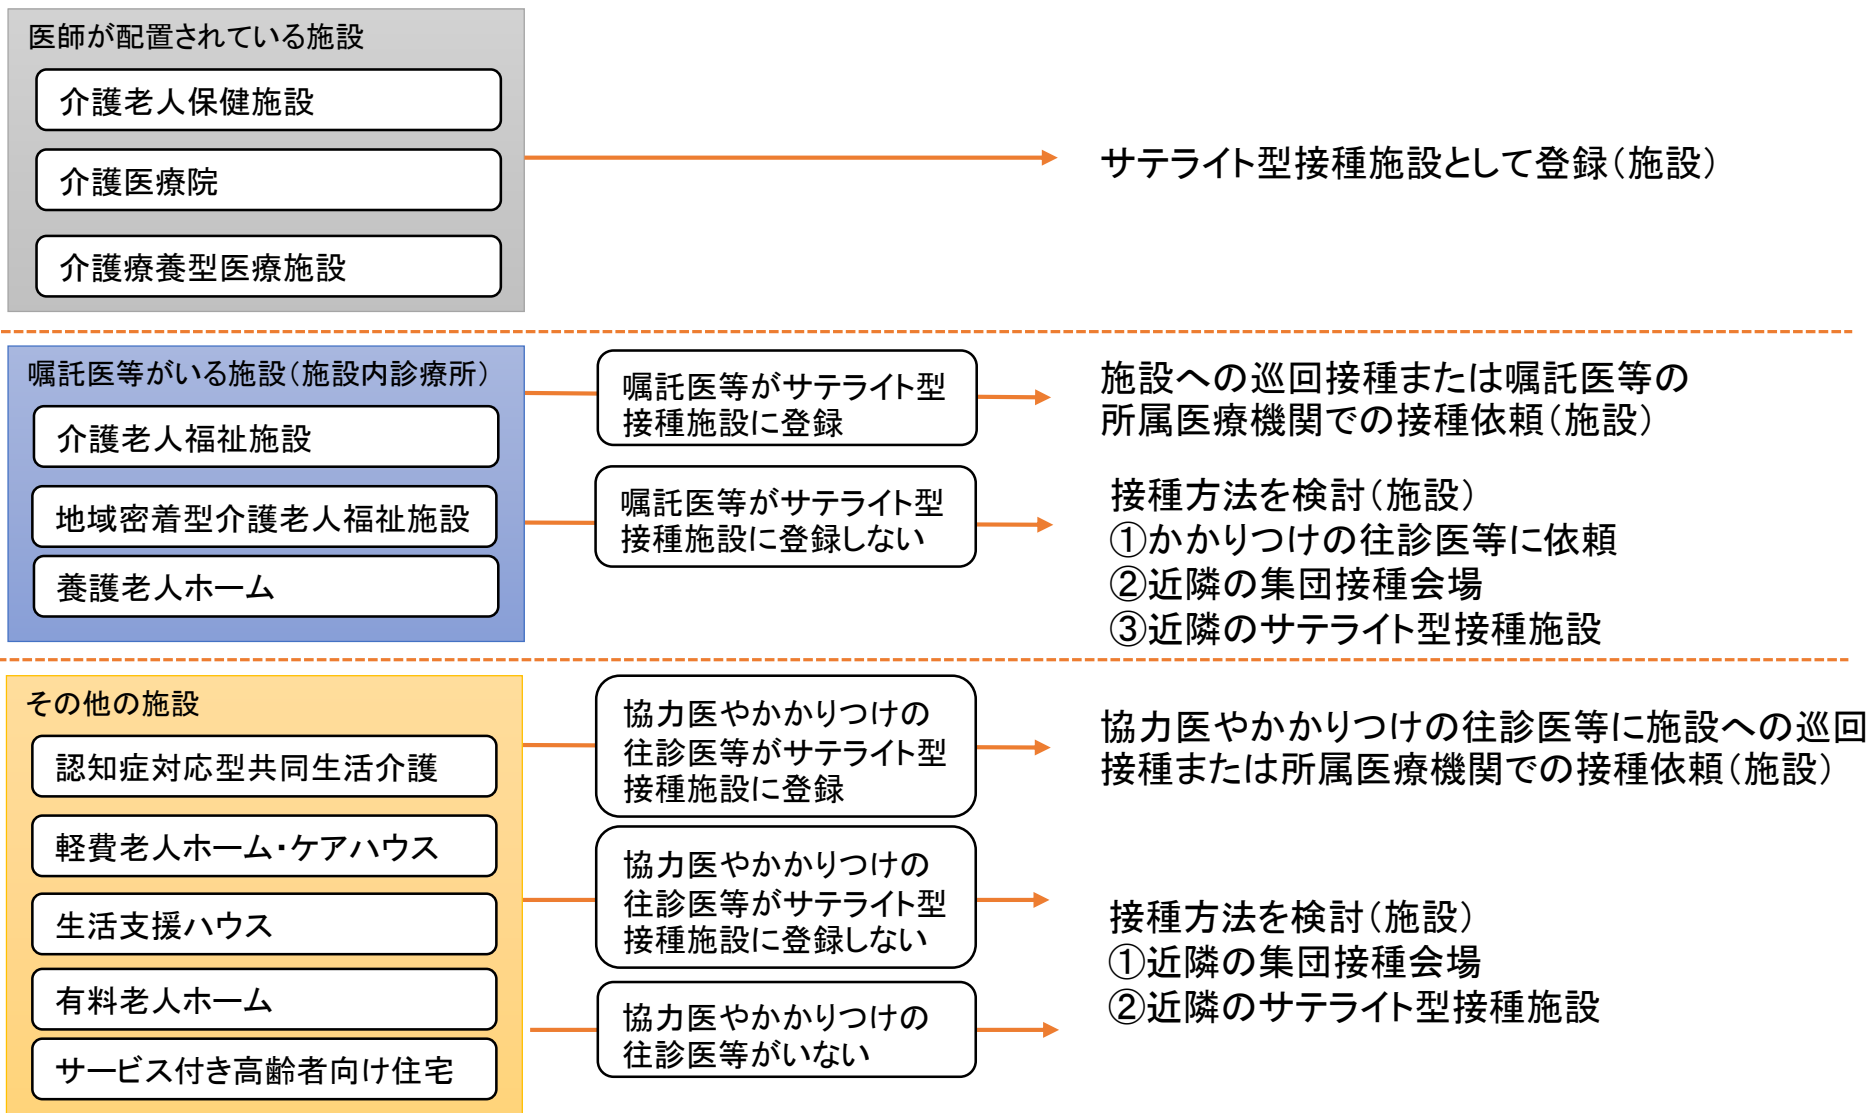 医師が配置されている施設
介護老人保健施設
介護医療院
介護療養型医療施設
サテライト型接種施設として登録（施設）
嘱託医等がいる施設（施設内診療所）
介護老人福祉施設
地域密着型介護老人福祉施設
養護老人ホーム
嘱託医等がサテライト型
接種施設に登録
施設への巡回接種または嘱託医等の
所属医療機関での接種依頼（施設）
嘱託医等がサテライト型
接種施設に登録しない
接種方法を検討（施設）
①かかりつけの往診医等に依頼
②近隣の集団接種会場
③近隣のサテライト型接種施設
その他の施設
認知症対応型共同生活介護
軽費老人ホーム・ケアハウス
生活支援ハウス
有料老人ホーム
サービス付き高齢者向け住宅
協力医やかかりつけの
往診医等がサテライト型
接種施設に登録
協力医やかかりつけの往診医等に施設への巡回
接種または所属医療機関での接種依頼（施設）
協力医やかかりつけの
往診医等がサテライト型
接種施設に登録しない
協力医やかかりつけの
往診医等がいない
接種方法を検討（施設）
①近隣の集団接種会場
②近隣のサテライト型接種施設